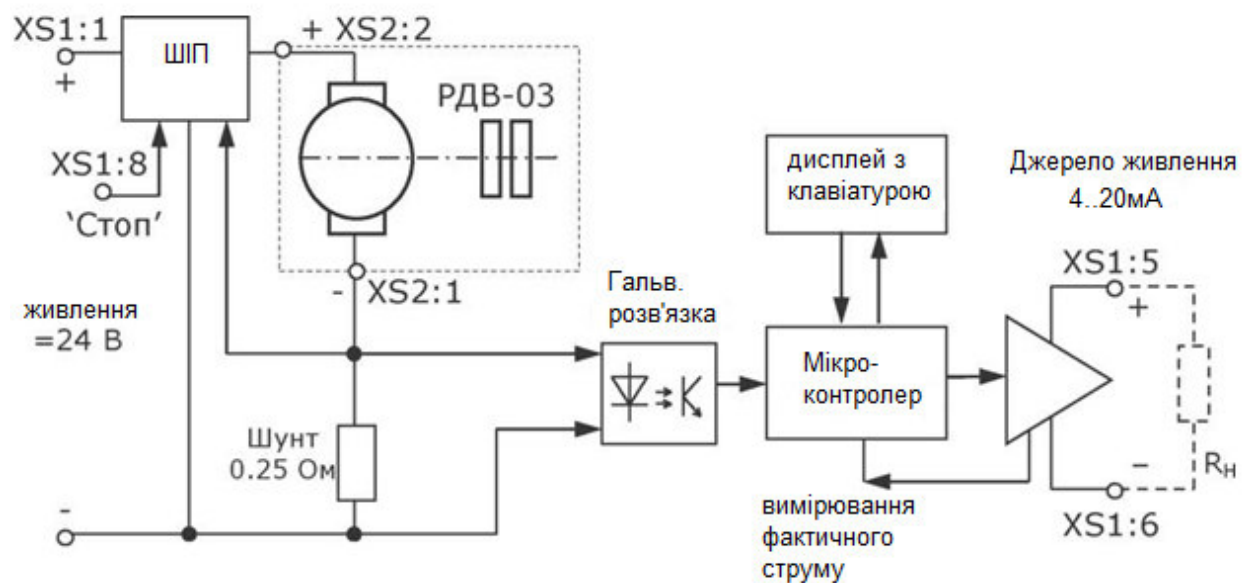 XS1:1
+
ШІП
+ XS2:2
РДВ-03
XS1:8
'Стоп'
- XS2:1
живлення
=24 В
Шунт
0.25 Ом
-
Гальв.
розв'язка
дисплей з
клавіатурою
Мікро-
контролер
вимірювання
фактичного
струму
Джерело живлення
4..20мА
XS1:5
+
Rн
−
XS1:6